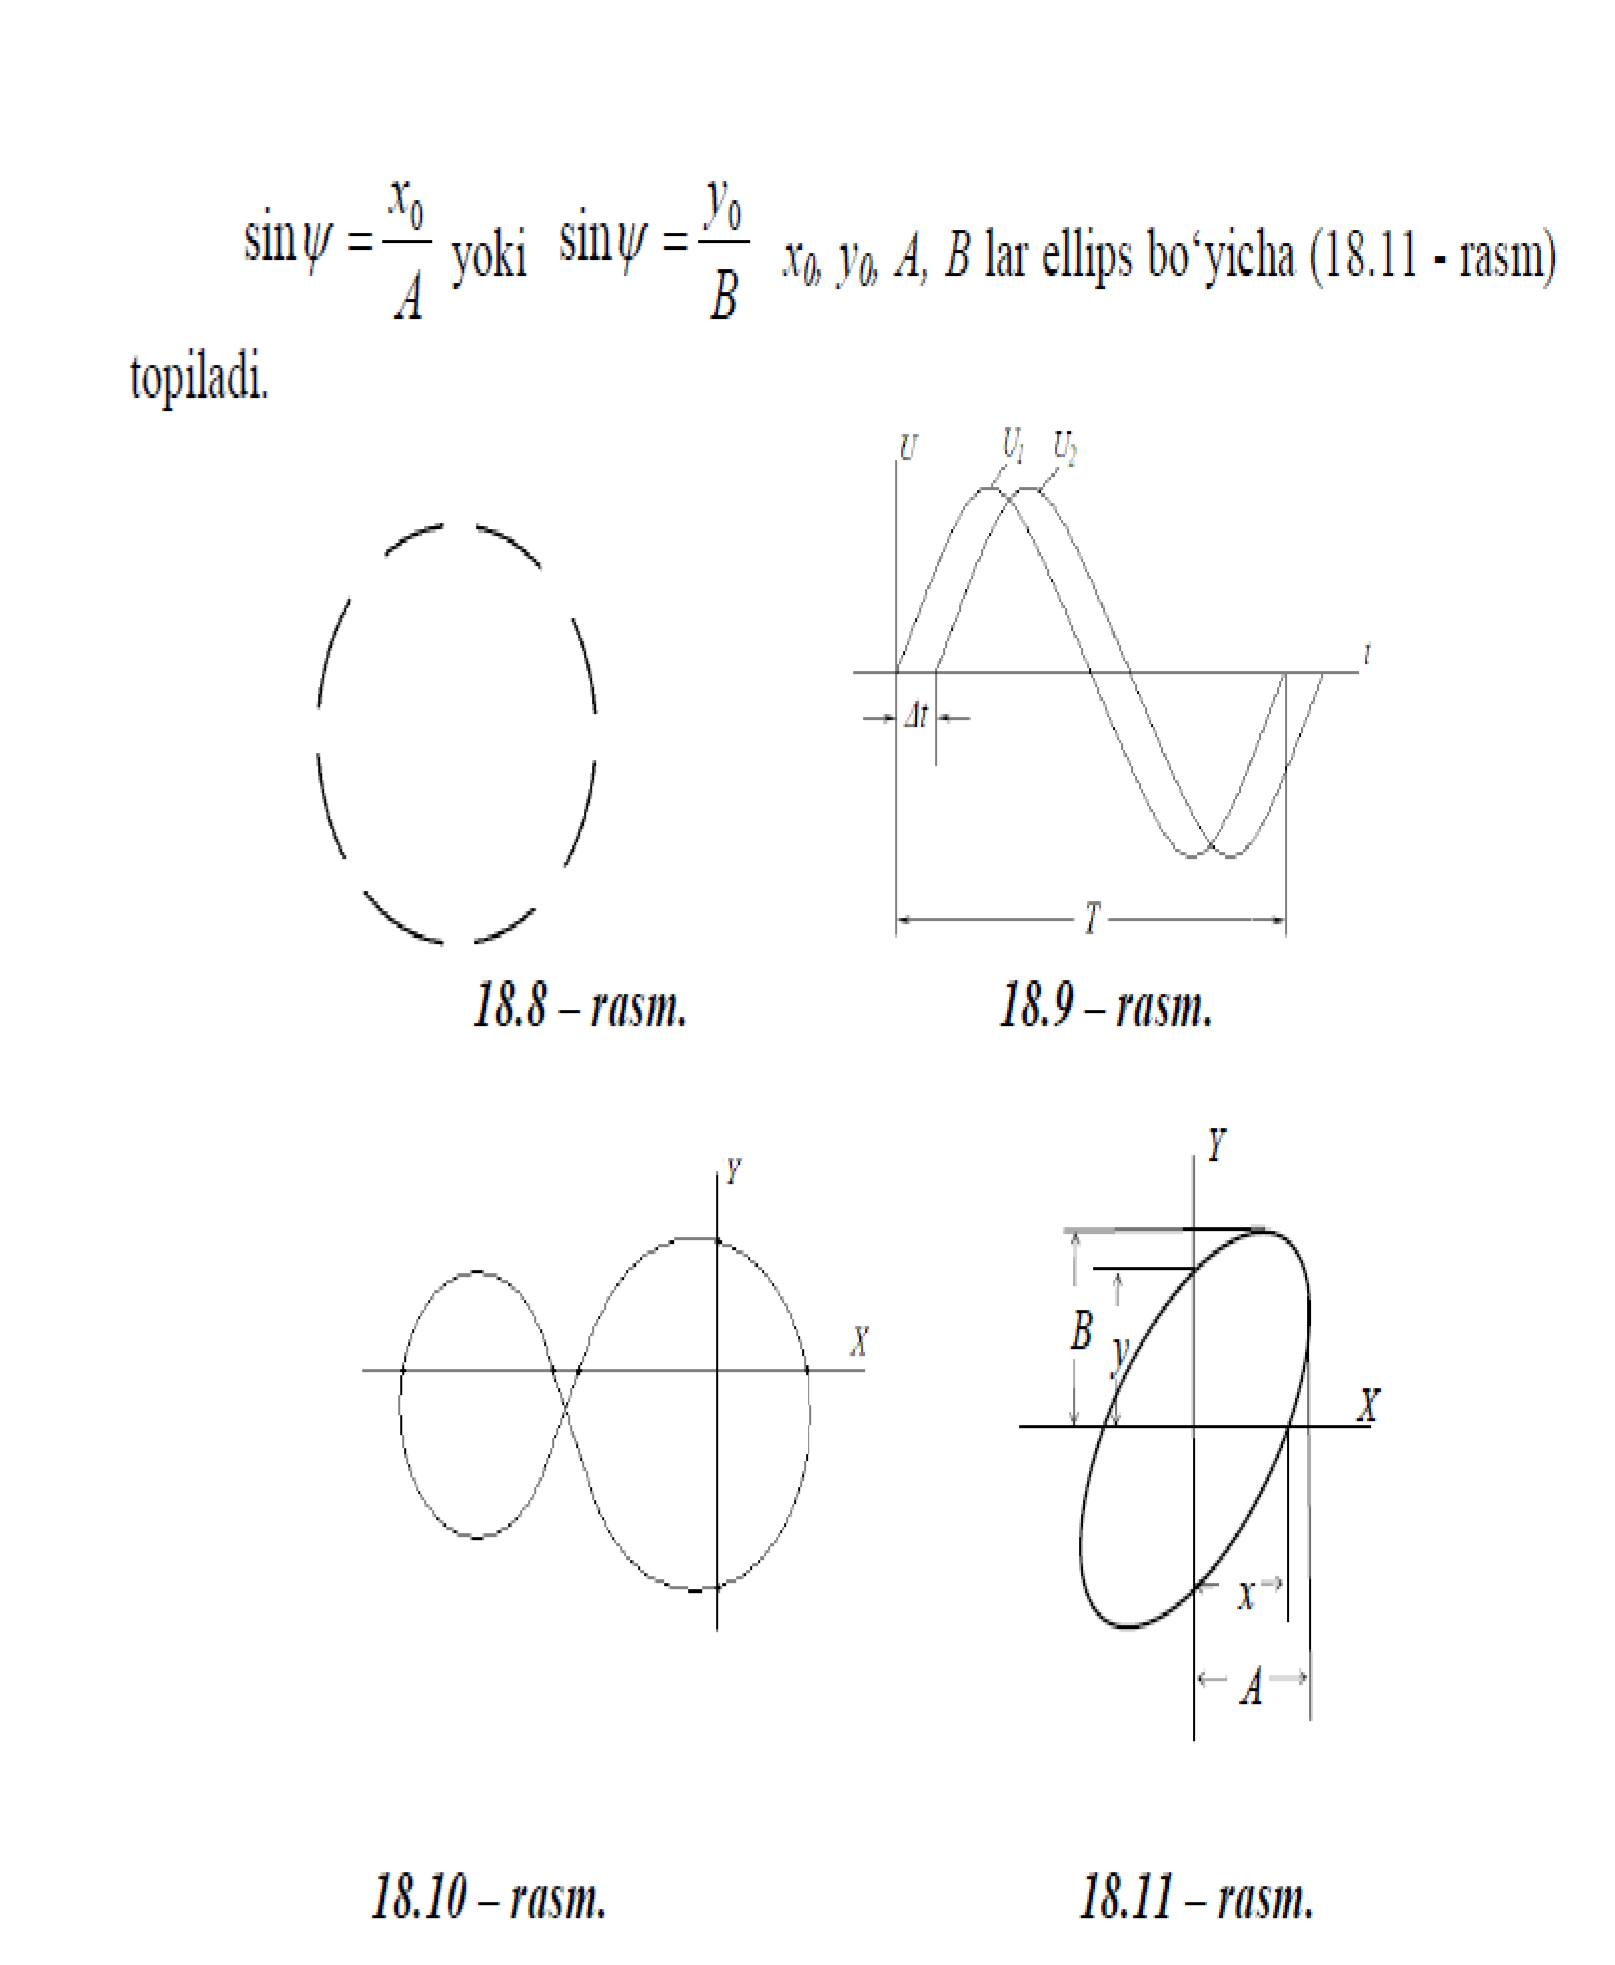 sinψ = x₀/A yoki sinψ = y₀/B x₀, y₀, A, B lar ellips bo‘yicha (18.11 - rasm)
topiladi.
U U₁ U₂
t
Δt
T
18.8 – rasm. 18.9 – rasm.
Y
X
Y
B y
X
x
A
18.10 – rasm. 18.11 – rasm.